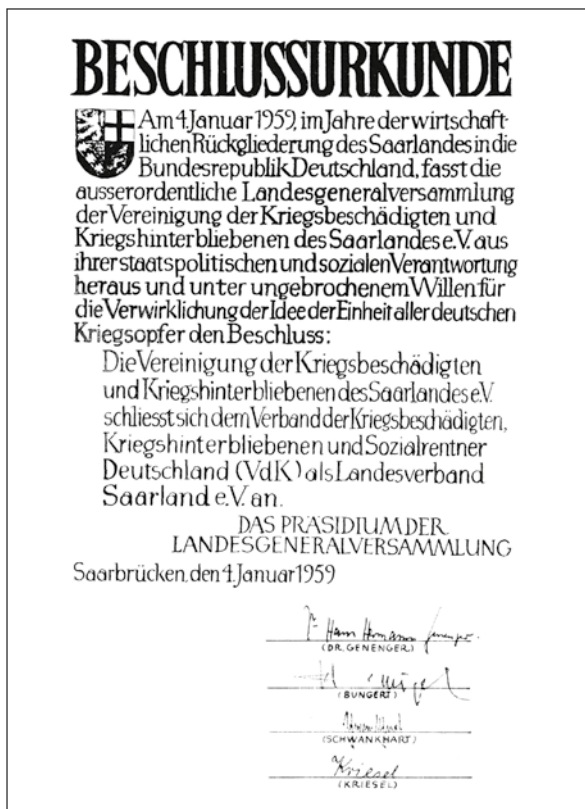 BESCHLUSSURKUNDE
Am 4. Januar 1959, im Jahre der wirtschaft-
lichen Rückgliederung des Saarlandes in die
Bundesrepublik Deutschland, fasst die
ausserordentliche Landesgeneralversammlung
der Vereinigung der Kriegsbeschädigten und
Kriegshinterbliebenen des Saarlandes e.V. aus
ihrer staatspolitischen und sozialen Verantwortung
heraus und unter ungebrochenem Willen für
die Verwirklichung der Idee der Einheit aller deutschen
Kriegsopfer den Beschluss:
Die Vereinigung der Kriegsbeschädigten
und Kriegshinterbliebenen des Saarlandes e.V.
schliesst sich dem Verband der Kriegsbeschädigten,
Kriegshinterbliebenen und Sozialrentner
Deutschland (VdK) als Landesverband
Saarland e.V. an.
DAS PRÄSIDIUM DER
LANDESGENERALVERSAMMLUNG
Saarbrücken, den 4. Januar 1959
Dr. Hans Hermann
(DR. GENENGER)
(BUNGERT)
(SCHWANKHART)
Kriesel
(KRIESEL)